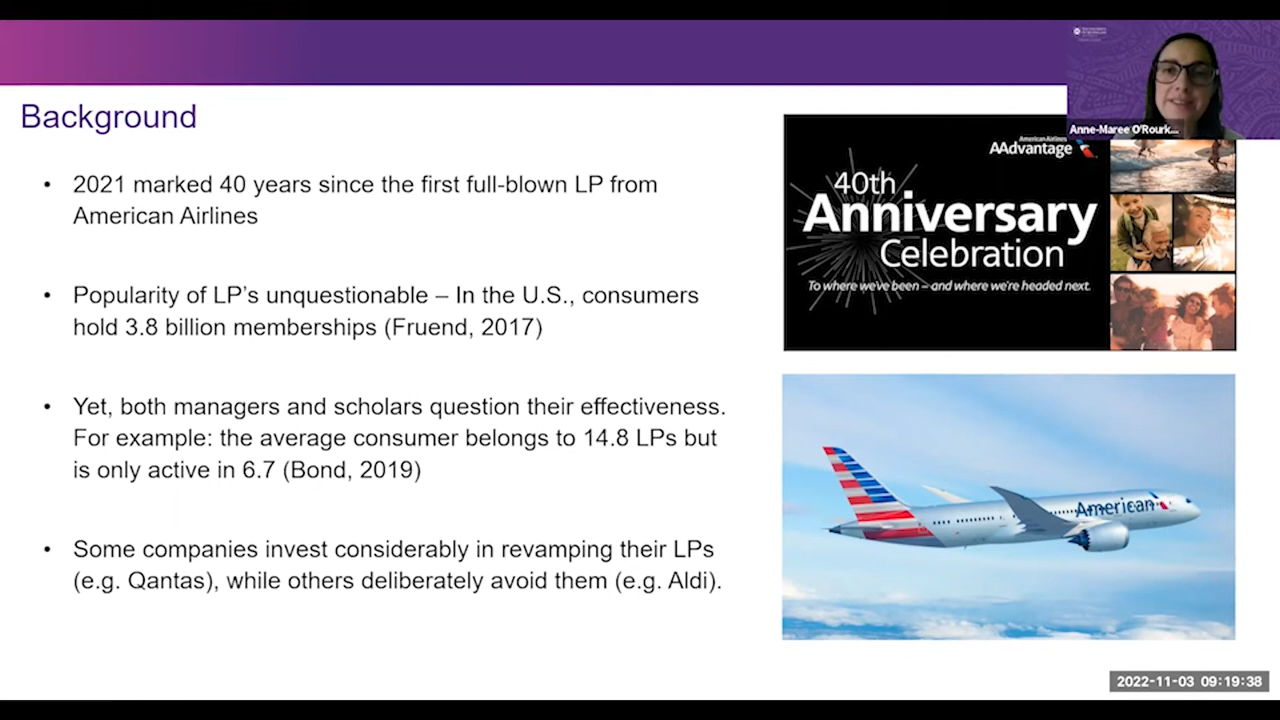 Background
• 2021 marked 40 years since the first full-blown LP from
American Airlines
• Popularity of LP’s unquestionable – In the U.S., consumers
hold 3.8 billion memberships (Fruend, 2017)
• Yet, both managers and scholars question their effectiveness.
For example: the average consumer belongs to 14.8 LPs but
is only active in 6.7 (Bond, 2019)
• Some companies invest considerably in revamping their LPs
(e.g. Qantas), while others deliberately avoid them (e.g. Aldi).
Anne-Maree O'Rourk...
American Airlines
AAdvantage
40th
Anniversary
Celebration
To where we've been – and where we're headed next.
American
2022-11-03 09:19:38